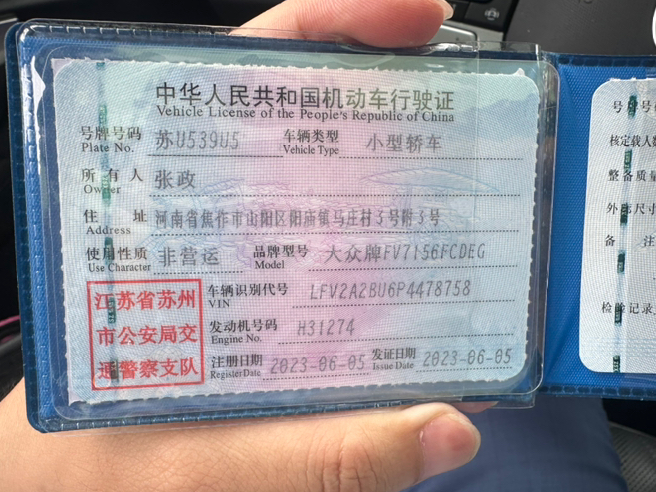 中华人民共和国机动车行驶证
Vehicle License of the People's Republic of China
号牌号码 苏U539U5 车辆类型 小型轿车
Plate No. Vehicle Type
所有人 张政
Owner
住址 河南省焦作市山阳区阳庙镇马庄村3号附3号
Address
使用性质 非营运 品牌型号 大众牌FV7156FCDEG
Use Character Model
江苏省苏州
市公安局交
通警察支队
车辆识别代号 LFV2A2BU6P4478758
VIN
发动机号码 H31274
Engine No.
注册日期 2023-06-05 发证日期 2023-06-05
Register Date Issue Date
号
核定载人
整备质量
外廓尺寸
备 注
检验记录